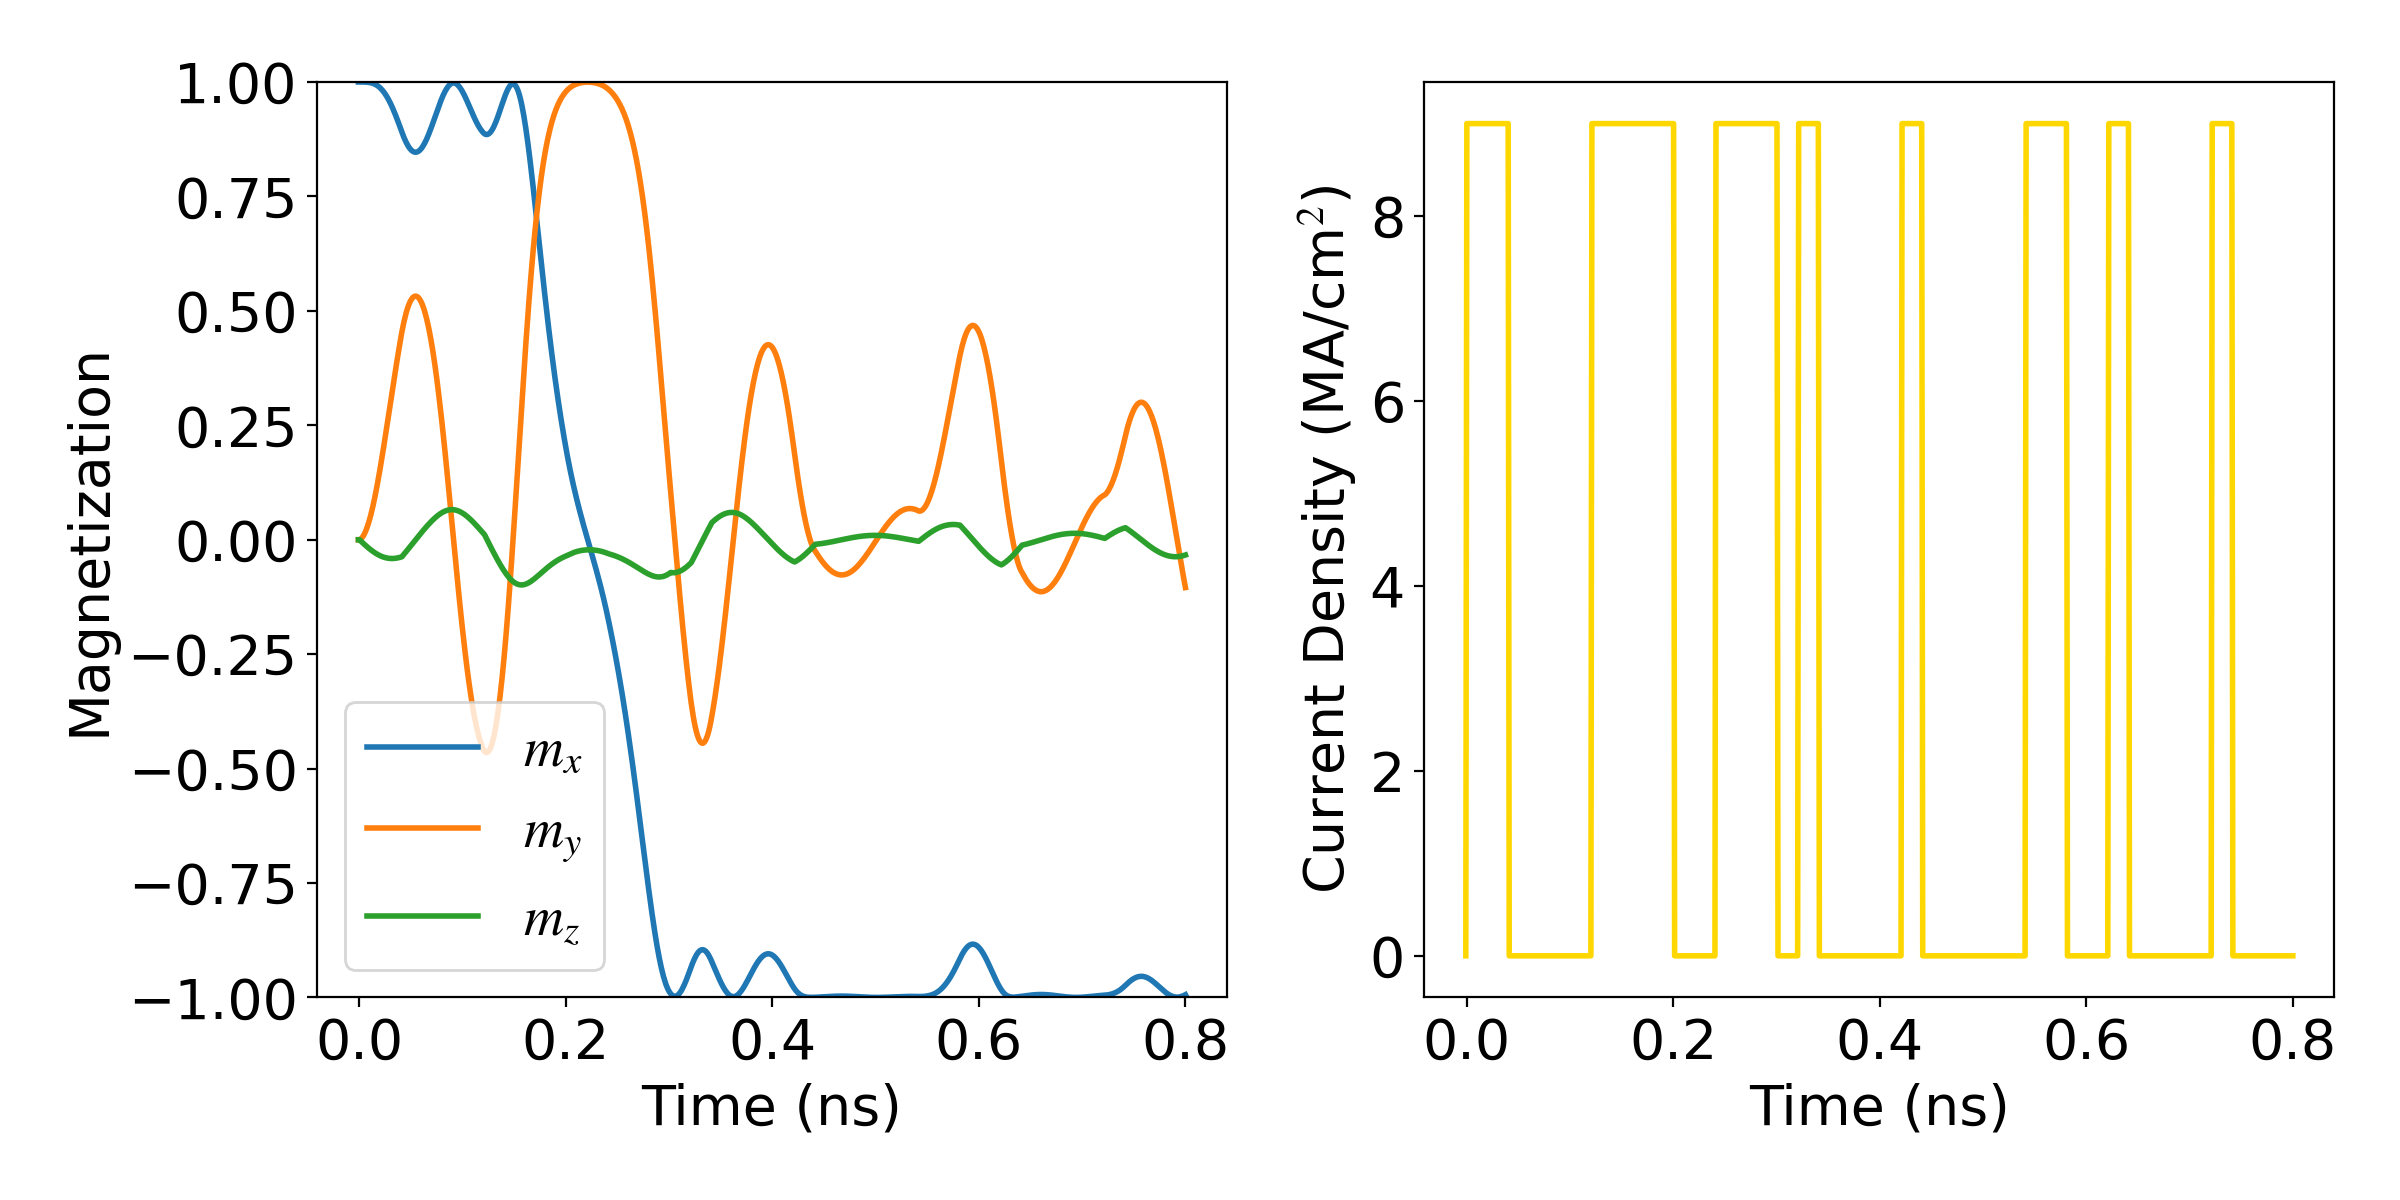 Magnetization
1.00
0.75
0.50
0.25
0.00
−0.25
−0.50
−0.75
−1.00
m_x
m_y
m_z
0.0 0.2 0.4 0.6 0.8
Time (ns)
Current Density (MA/cm²)
8
6
4
2
0
0.0 0.2 0.4 0.6 0.8
Time (ns)